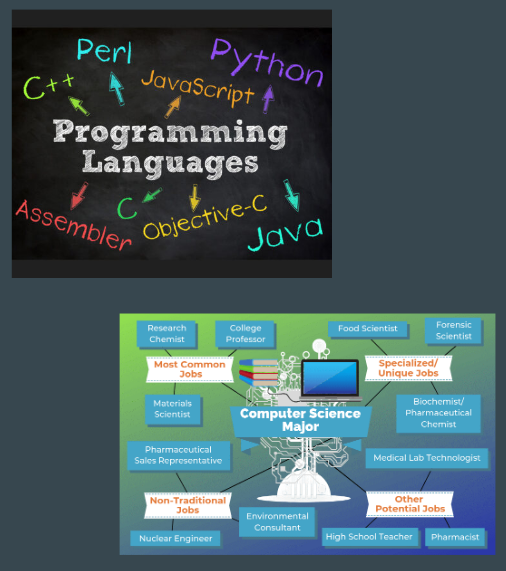 Perl
Python
C++
JavaScript
Programming
Languages
Assembler
C
Objective-C
Java
Research
Chemist
College
Professor
Food Scientist
Forensic
Scientist
Most Common
Jobs
Specialized/
Unique Jobs
Materials
Scientist
Computer Science
Major
Biochemist/
Pharmaceutical
Chemist
Pharmaceutical
Sales Representative
Medical Lab Technologist
Non-Traditional
Jobs
Other
Potential Jobs
Environmental
Consultant
Nuclear Engineer
High School Teacher
Pharmacist